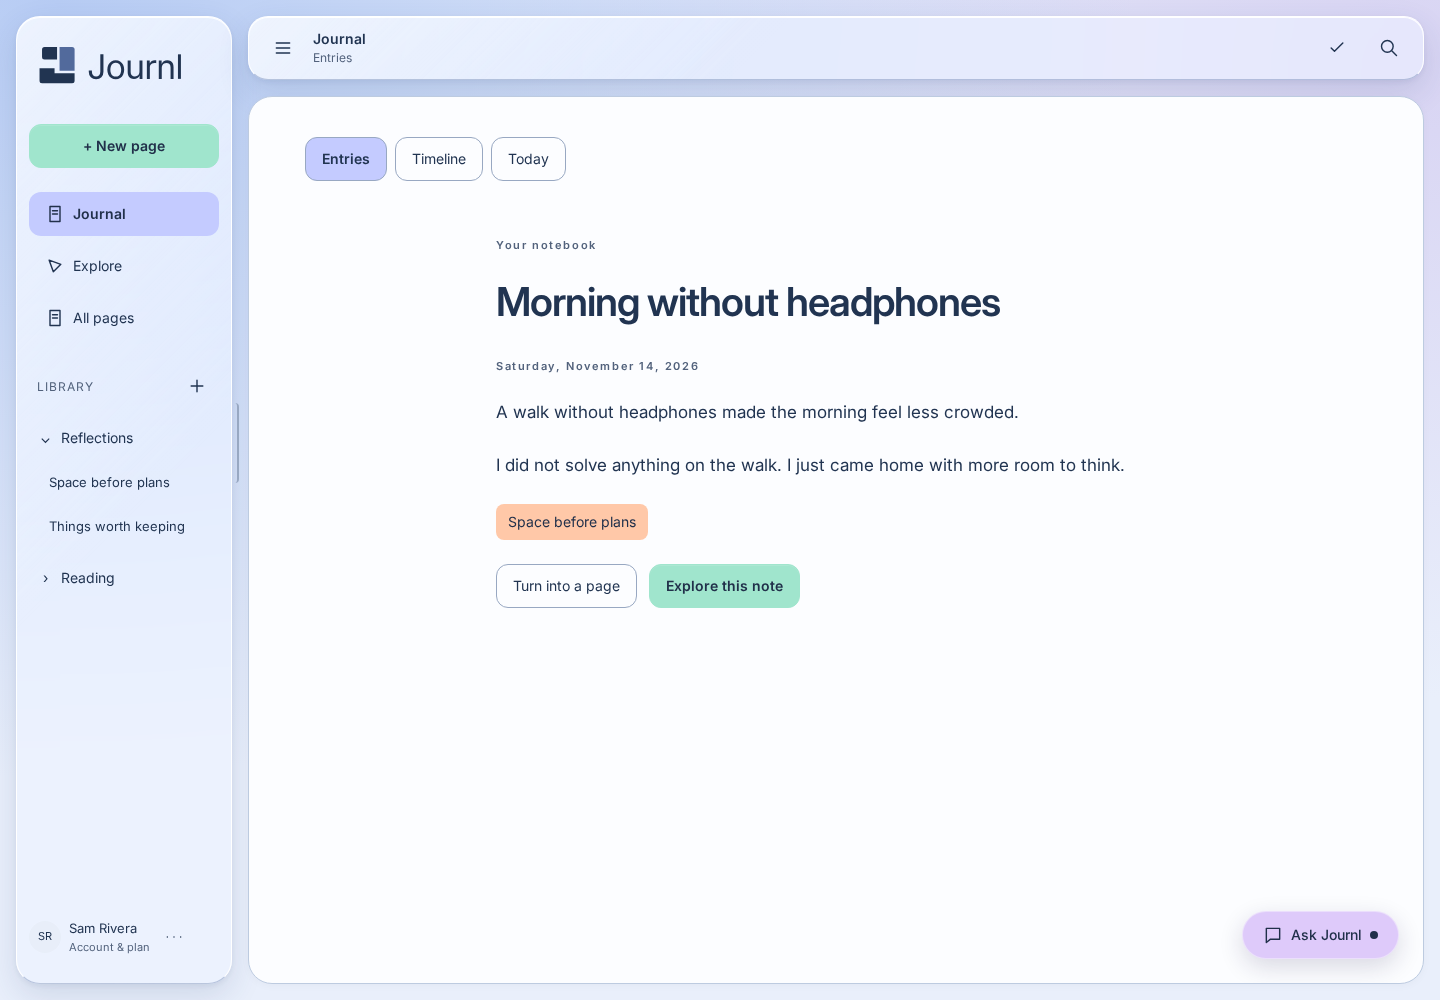 Journl
+ New page
Journal
Explore
All pages
LIBRARY
Reflections
Space before plans
Things worth keeping
Reading
SR
Sam Rivera
Account & plan
...
Journal
Entries
Entries
Timeline
Today
Your notebook
Morning without headphones
Saturday, November 14, 2026
A walk without headphones made the morning feel less crowded.
I did not solve anything on the walk. I just came home with more room to think.
Space before plans
Turn into a page
Explore this note
Ask Journl